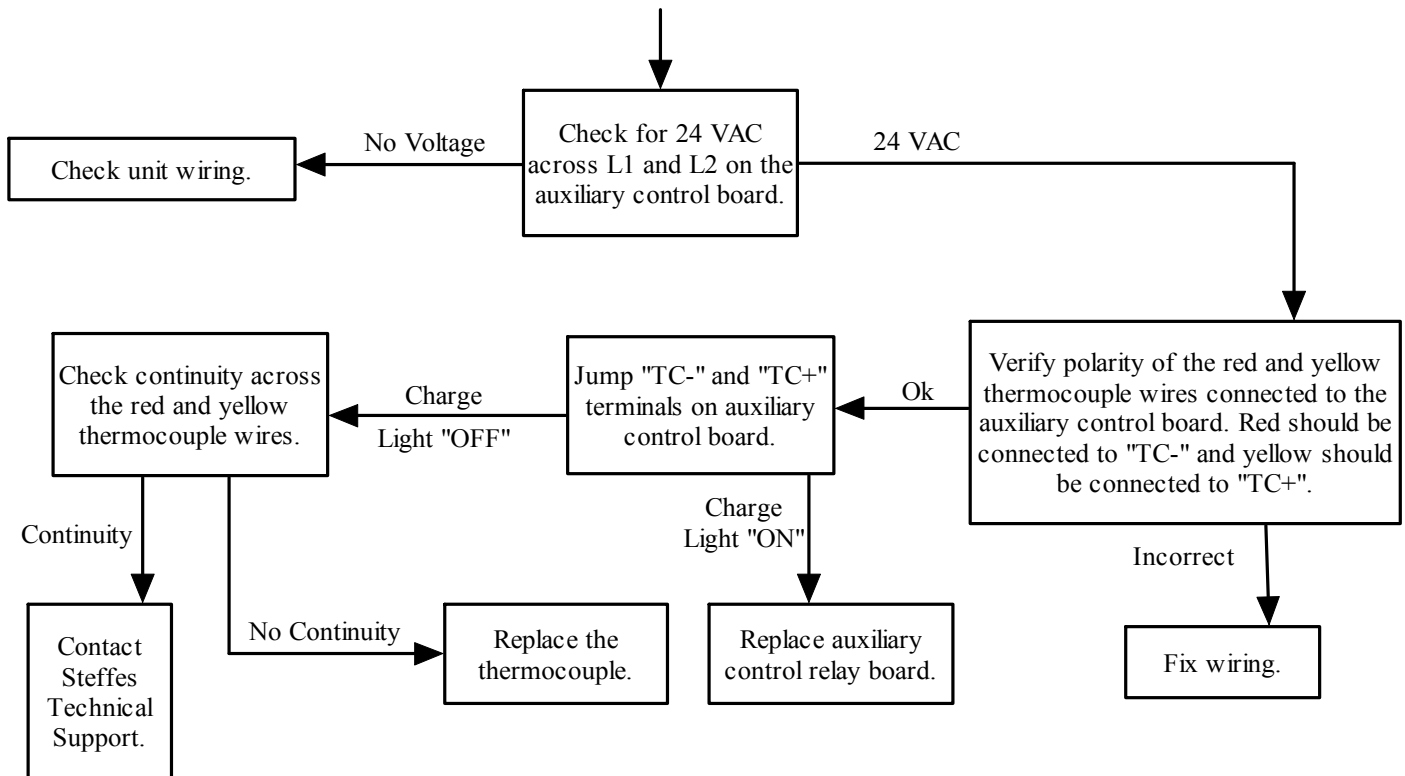 Check for 24 VAC
across L1 and L2 on the
auxiliary control board.
No Voltage
24 VAC
Check unit wiring.
Verify polarity of the red and yellow
thermocouple wires connected to the
auxiliary control board. Red should be
connected to "TC-" and yellow should
be connected to "TC+".
Ok
Incorrect
Fix wiring.
Jump "TC-" and "TC+"
terminals on auxiliary
control board.
Charge
Light "OFF"
Charge
Light "ON"
Replace auxiliary
control relay board.
Check continuity across
the red and yellow
thermocouple wires.
Continuity
No Continuity
Contact
Steffes
Technical
Support.
Replace the
thermocouple.